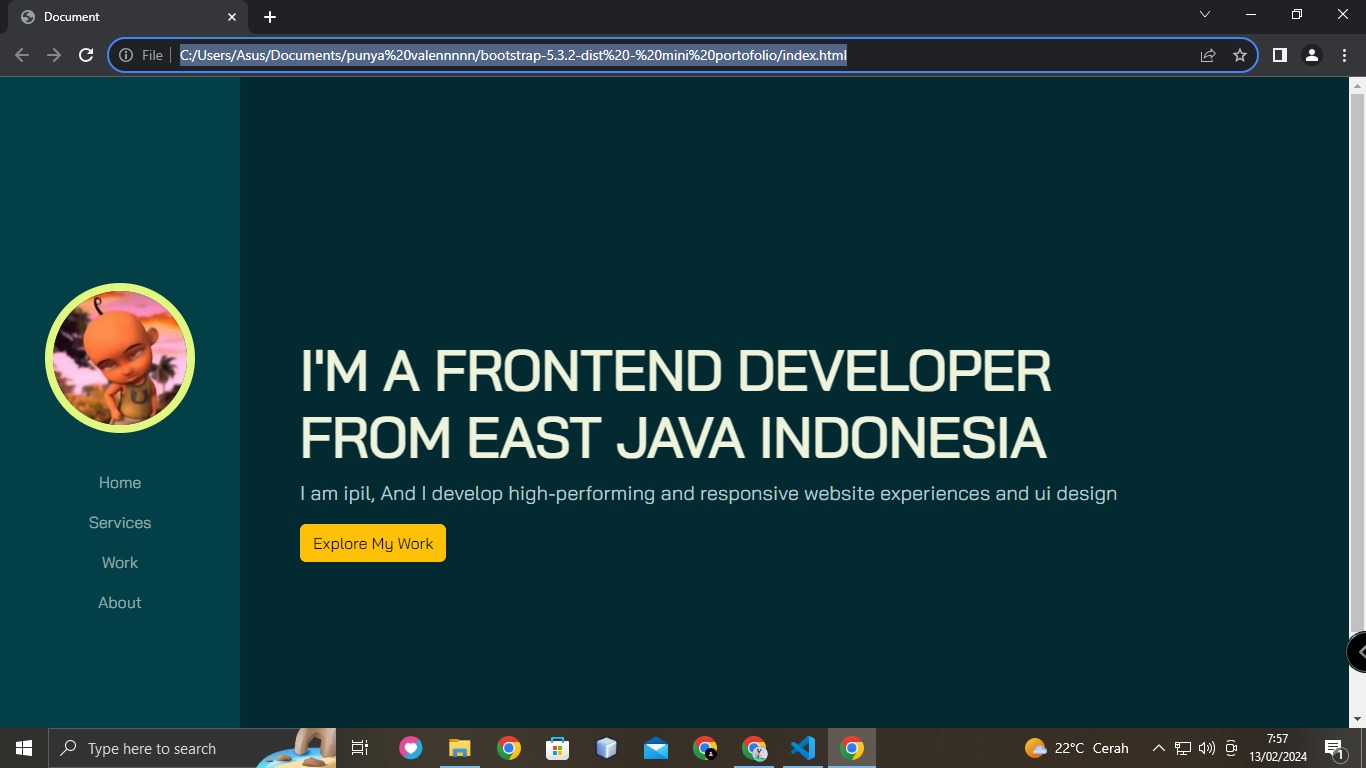 Document
File
C:/Users/Asus/Documents/punya%20valennnnn/bootstrap-5.3.2-dist%20-%20mini%20portofolio/index.html
Home
Services
Work
About
I'M A FRONTEND DEVELOPER
FROM EAST JAVA INDONESIA
I am ipil, And I develop high-performing and responsive website experiences and ui design
Explore My Work
Type here to search
22°C Cerah
7:57
13/02/2024
1